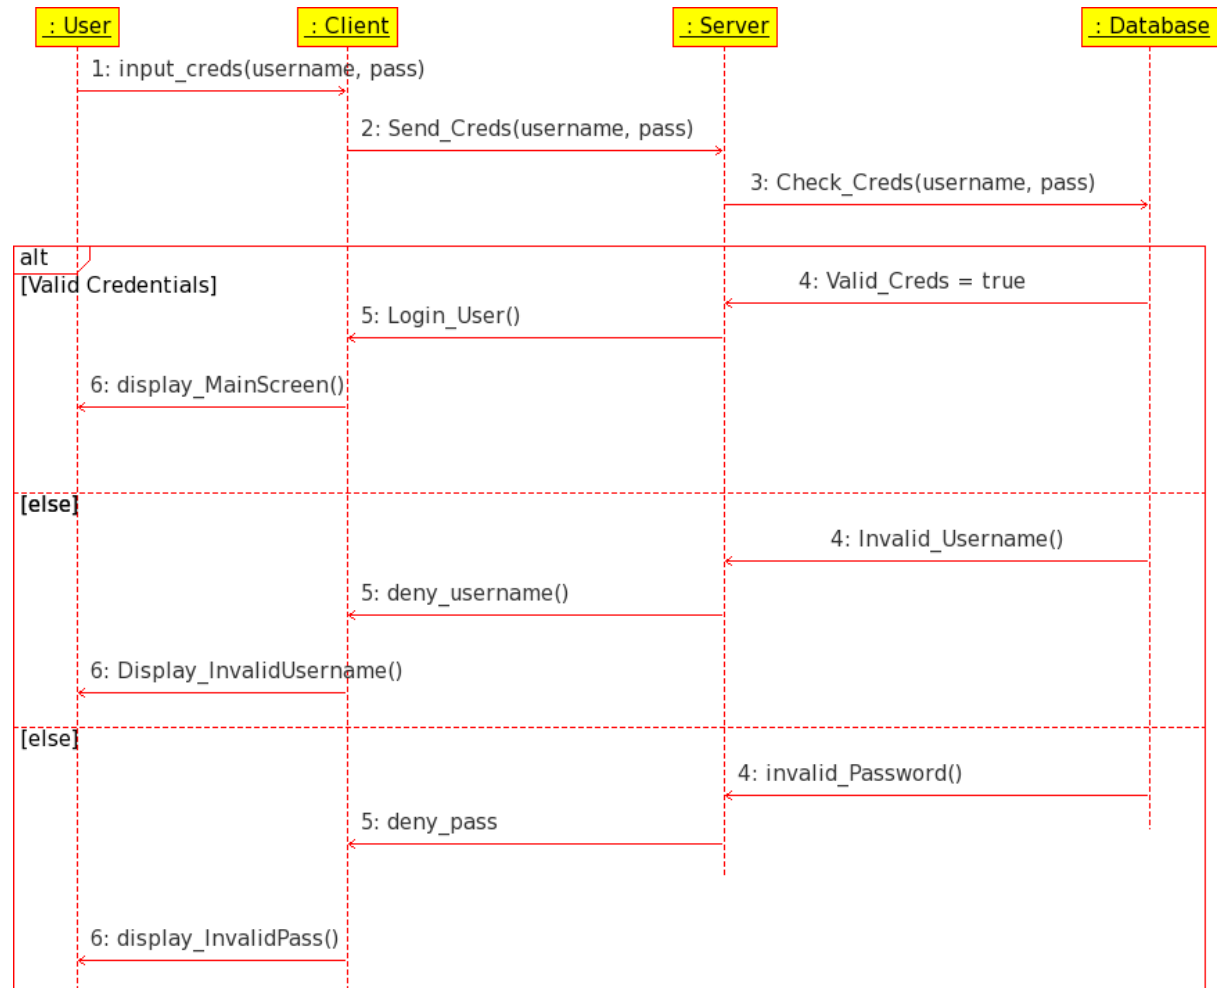 : User
: Client
: Server
: Database
1: input_creds(username, pass)
2: Send_Creds(username, pass)
3: Check_Creds(username, pass)
alt
[Valid Credentials]
4: Valid_Creds = true
5: Login_User()
6: display_MainScreen()
[else]
4: Invalid_Username()
5: deny_username()
6: Display_InvalidUsername()
[else]
4: invalid_Password()
5: deny_pass
6: display_InvalidPass()